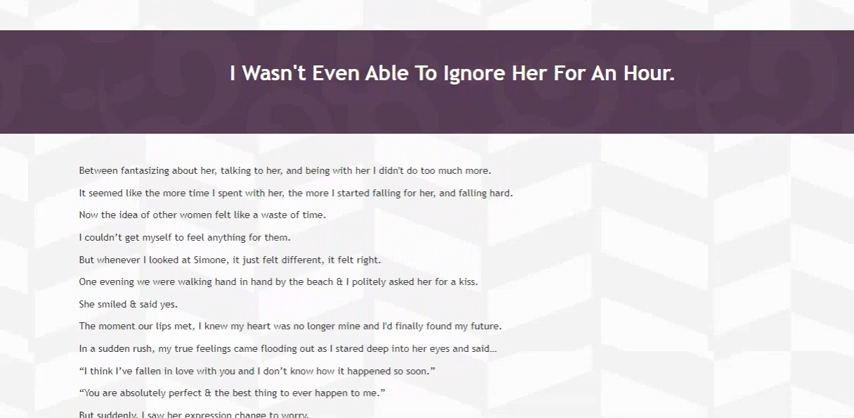 I Wasn't Even Able To Ignore Her For An Hour.
Between fantasizing about her, talking to her, and being with her I didn't do too much more.
It seemed like the more time I spent with her, the more I started falling for her, and falling hard.
Now the idea of other women felt like a waste of time.
I couldn’t get myself to feel anything for them.
But whenever I looked at Simone, it just felt different, it felt right.
One evening we were walking hand in hand by the beach & I politely asked her for a kiss.
She smiled & said yes.
The moment our lips met, I knew my heart was no longer mine and I'd finally found my future.
In a sudden rush, my true feelings came flooding out as I stared deep into her eyes and said...
“I think I’ve fallen in love with you and I don’t know how it happened so soon.”
“You are absolutely perfect & the best thing to ever happen to me.”
But suddenly, I saw her expression change to worry.